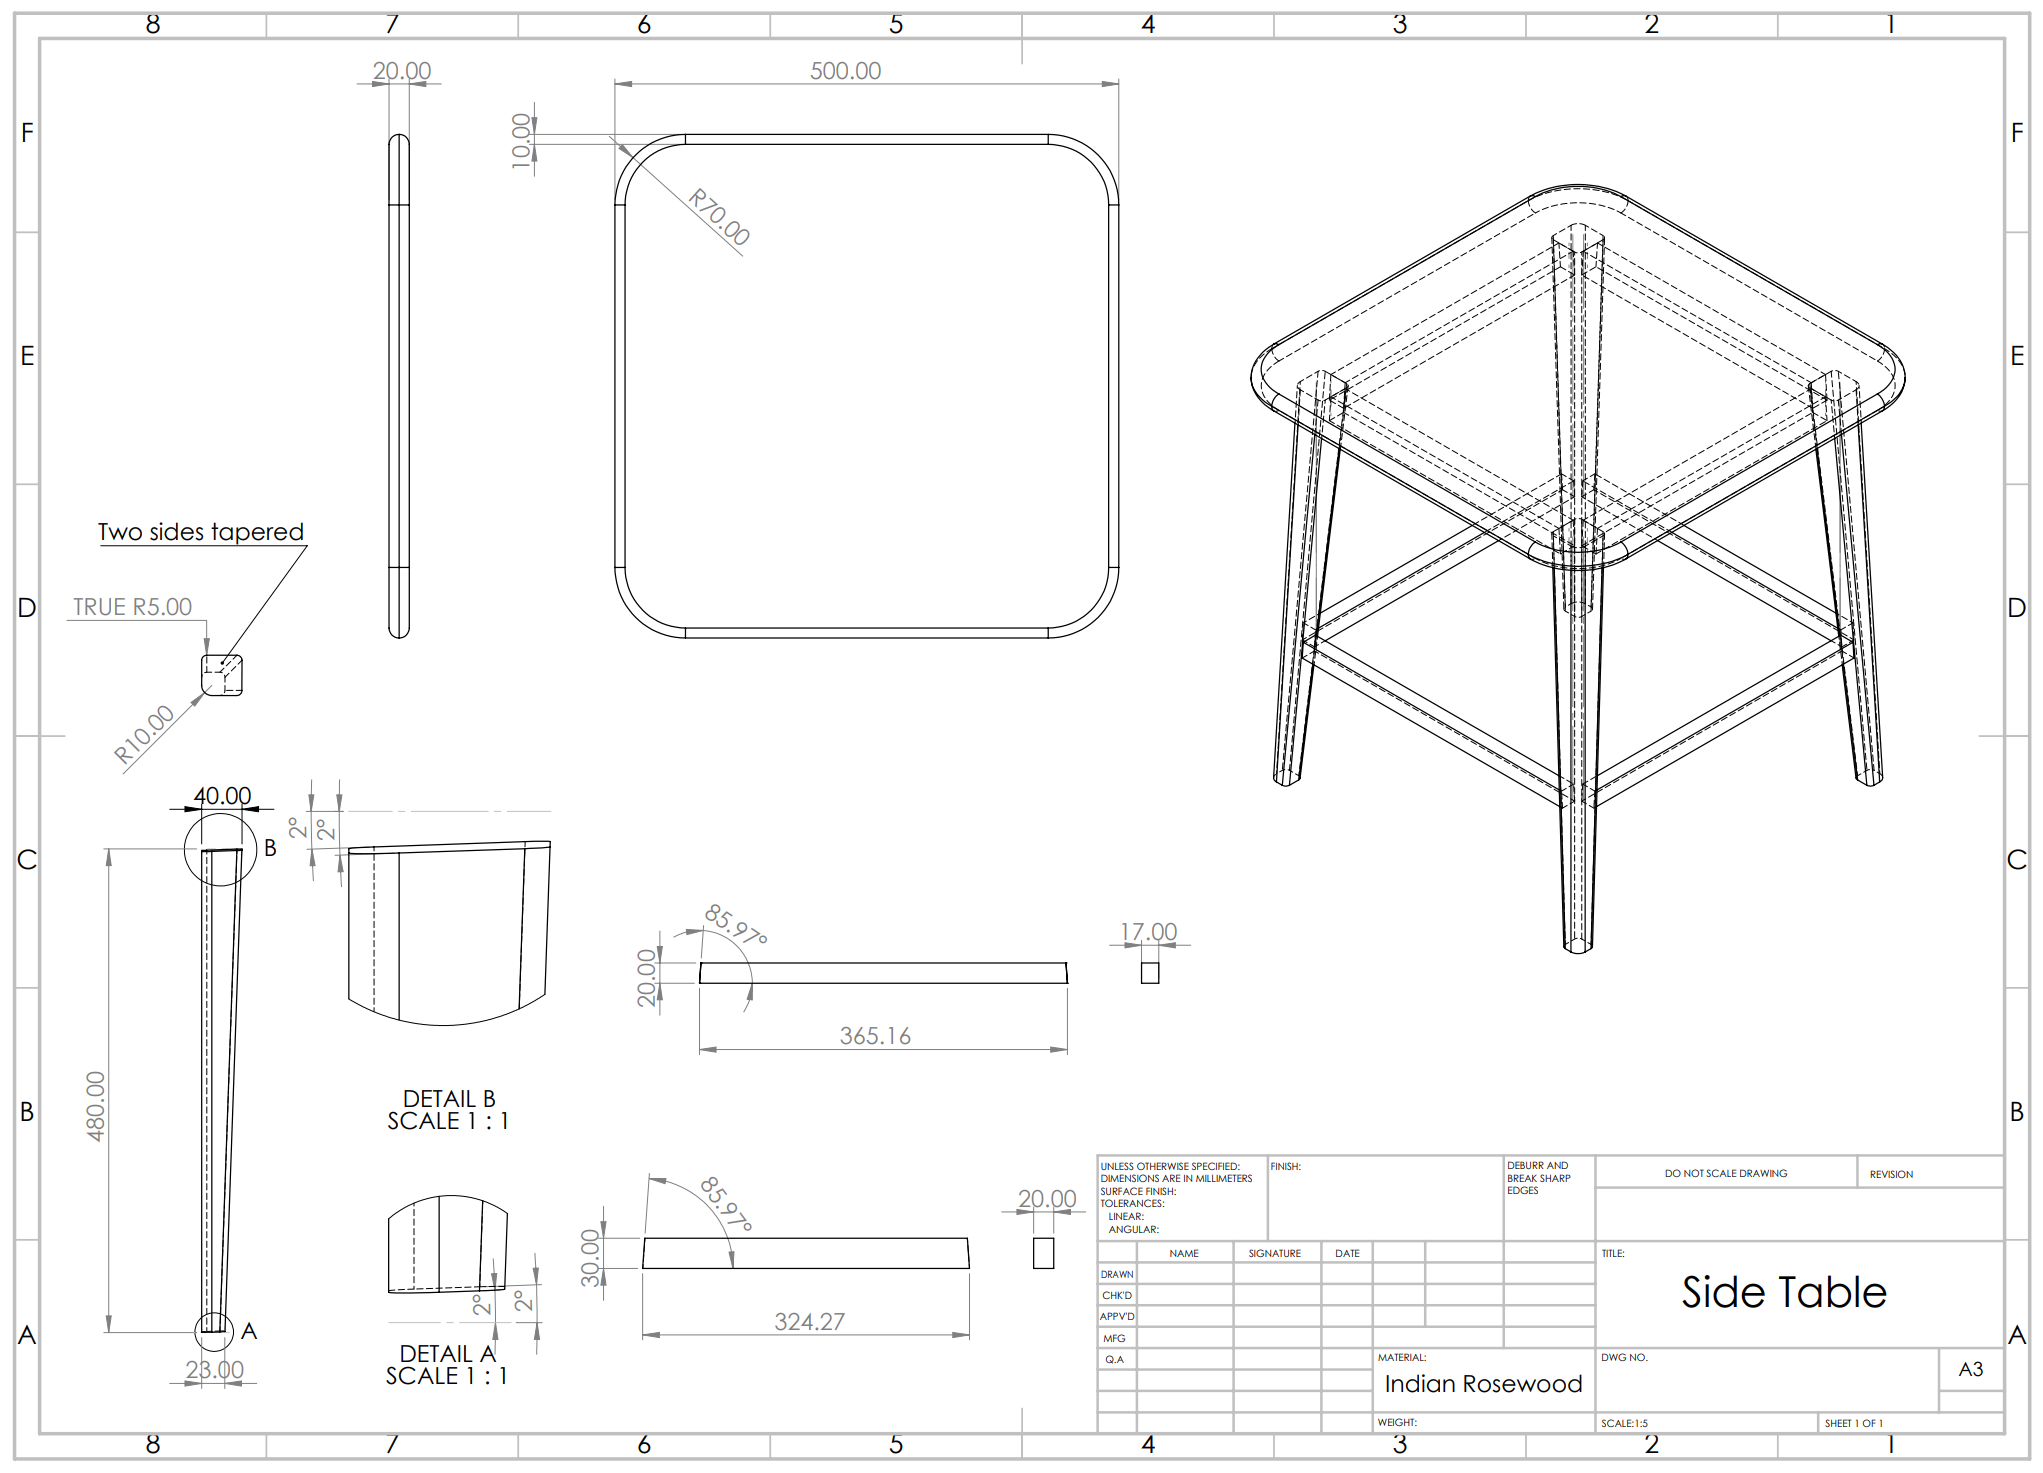 8 7 6 5 4 3 2 1
F F
E E
D D
C C
B B
A A
20.00
500.00
10.00
R70.00
Two sides tapered
TRUE R5.00
R10.00
40.00
B
480.00
A
23.00
2°
2°
DETAIL B
SCALE 1 : 1
2°
2°
DETAIL A
SCALE 1 : 1
85.97°
20.00
365.16
17.00
85.97°
30.00
324.27
20.00
UNLESS OTHERWISE SPECIFIED:
DIMENSIONS ARE IN MILLIMETERS
SURFACE FINISH:
TOLERANCES:
LINEAR:
ANGULAR:
FINISH:
DEBURR AND
BREAK SHARP
EDGES
DO NOT SCALE DRAWING
REVISION
NAME SIGNATURE DATE
DRAWN
CHK'D
APPV'D
MFG
Q.A
TITLE:
Side Table
MATERIAL:
Indian Rosewood
DWG NO.
A3
WEIGHT:
SCALE:1:5
SHEET 1 OF 1
8 7 6 5 4 3 2 1